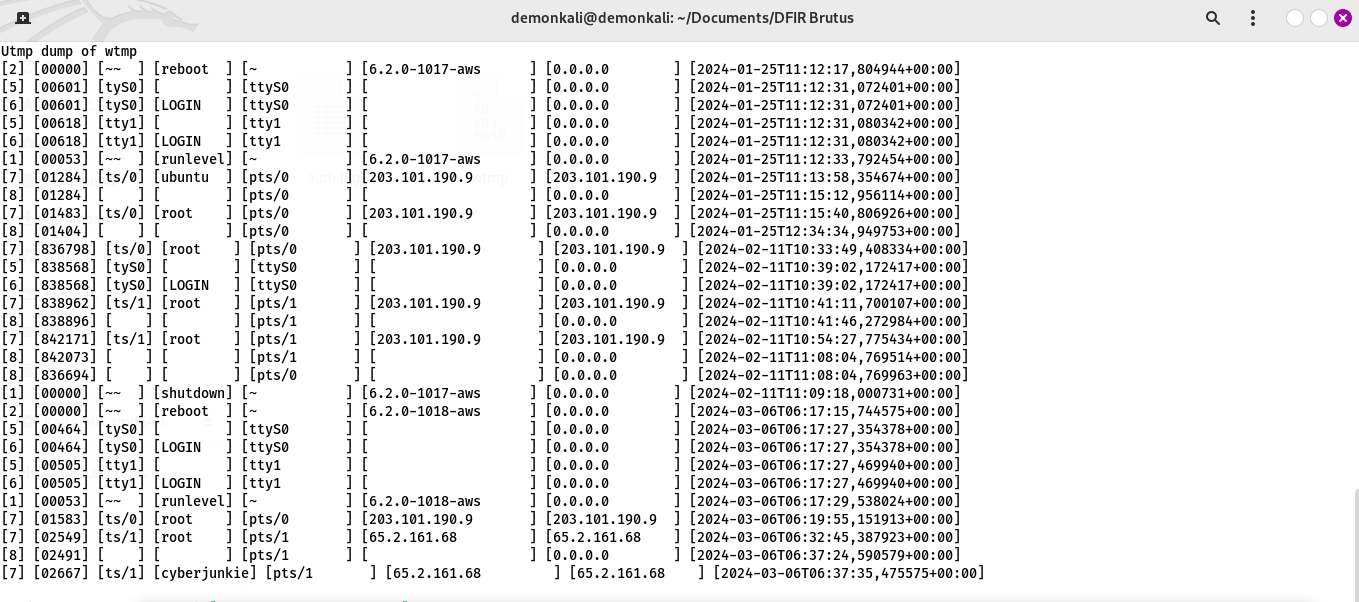 demonkali@demonkali: ~/Documents/DFIR Brutus
Utmp dump of wtmp
[2] [00000] [~~  ] [reboot  ] [~           ] [6.2.0-1017-aws      ] [0.0.0.0        ] [2024-01-25T11:12:17,804944+00:00]
[5] [00601] [tyS0] [        ] [ttyS0       ] [                    ] [0.0.0.0        ] [2024-01-25T11:12:31,072401+00:00]
[6] [00601] [tyS0] [LOGIN   ] [ttyS0       ] [                    ] [0.0.0.0        ] [2024-01-25T11:12:31,072401+00:00]
[5] [00618] [tty1] [        ] [tty1        ] [                    ] [0.0.0.0        ] [2024-01-25T11:12:31,080342+00:00]
[6] [00618] [tty1] [LOGIN   ] [tty1        ] [                    ] [0.0.0.0        ] [2024-01-25T11:12:31,080342+00:00]
[1] [00053] [~~  ] [runlevel] [~           ] [6.2.0-1017-aws      ] [0.0.0.0        ] [2024-01-25T11:12:33,792454+00:00]
[7] [01284] [ts/0] [ubuntu  ] [pts/0       ] [203.101.190.9       ] [203.101.190.9  ] [2024-01-25T11:13:58,354674+00:00]
[8] [01284] [    ] [        ] [pts/0       ] [                    ] [0.0.0.0        ] [2024-01-25T11:15:12,956114+00:00]
[7] [01483] [ts/0] [root    ] [pts/0       ] [203.101.190.9       ] [203.101.190.9  ] [2024-01-25T11:15:40,806926+00:00]
[8] [01404] [    ] [        ] [pts/0       ] [                    ] [0.0.0.0        ] [2024-01-25T12:34:34,949753+00:00]
[7] [836798] [ts/0] [root    ] [pts/0       ] [203.101.190.9       ] [203.101.190.9  ] [2024-02-11T10:33:49,408334+00:00]
[5] [838568] [tyS0] [        ] [ttyS0       ] [                    ] [0.0.0.0        ] [2024-02-11T10:39:02,172417+00:00]
[6] [838568] [tyS0] [LOGIN   ] [ttyS0       ] [                    ] [0.0.0.0        ] [2024-02-11T10:39:02,172417+00:00]
[7] [838962] [ts/1] [root    ] [pts/1       ] [203.101.190.9       ] [203.101.190.9  ] [2024-02-11T10:41:11,700107+00:00]
[8] [838896] [    ] [        ] [pts/1       ] [                    ] [0.0.0.0        ] [2024-02-11T10:41:46,272984+00:00]
[7] [842171] [ts/1] [root    ] [pts/1       ] [203.101.190.9       ] [203.101.190.9  ] [2024-02-11T10:54:27,775434+00:00]
[8] [842073] [    ] [        ] [pts/1       ] [                    ] [0.0.0.0        ] [2024-02-11T11:08:04,769514+00:00]
[8] [836694] [    ] [        ] [pts/0       ] [                    ] [0.0.0.0        ] [2024-02-11T11:08:04,769963+00:00]
[1] [00000] [~~  ] [shutdown] [~           ] [6.2.0-1017-aws      ] [0.0.0.0        ] [2024-02-11T11:09:18,000731+00:00]
[2] [00000] [~~  ] [reboot  ] [~           ] [6.2.0-1018-aws      ] [0.0.0.0        ] [2024-03-06T06:17:15,744575+00:00]
[5] [00464] [tyS0] [        ] [ttyS0       ] [                    ] [0.0.0.0        ] [2024-03-06T06:17:27,354378+00:00]
[6] [00464] [tyS0] [LOGIN   ] [ttyS0       ] [                    ] [0.0.0.0        ] [2024-03-06T06:17:27,354378+00:00]
[5] [00505] [tty1] [        ] [tty1        ] [                    ] [0.0.0.0        ] [2024-03-06T06:17:27,469940+00:00]
[6] [00505] [tty1] [LOGIN   ] [tty1        ] [                    ] [0.0.0.0        ] [2024-03-06T06:17:27,469940+00:00]
[1] [00053] [~~  ] [runlevel] [~           ] [6.2.0-1018-aws      ] [0.0.0.0        ] [2024-03-06T06:17:29,538024+00:00]
[7] [01583] [ts/0] [root    ] [pts/0       ] [203.101.190.9       ] [203.101.190.9  ] [2024-03-06T06:19:55,151913+00:00]
[7] [02549] [ts/1] [root    ] [pts/1       ] [65.2.161.68         ] [65.2.161.68    ] [2024-03-06T06:32:45,387923+00:00]
[8] [02491] [    ] [        ] [pts/1       ] [                    ] [0.0.0.0        ] [2024-03-06T06:37:24,590579+00:00]
[7] [02667] [ts/1] [cyberjunkie] [pts/1       ] [65.2.161.68         ] [65.2.161.68    ] [2024-03-06T06:37:35,475575+00:00]